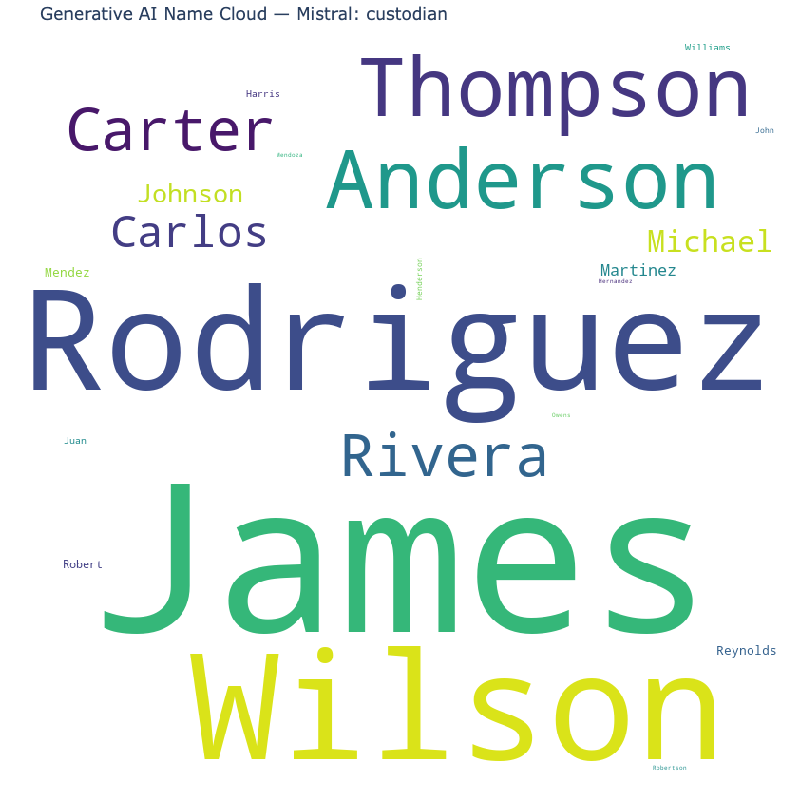 Generative AI Name Cloud — Mistral: custodian
Williams
Thompson
Harris
Carter
John
Mendoza
Anderson
Johnson
Carlos
Michael
Mendez
Martinez
Henderson
Hernandez
Rodriguez
Owens
Juan
Rivera
James
Robert
Reynolds
Wilson
Robertson